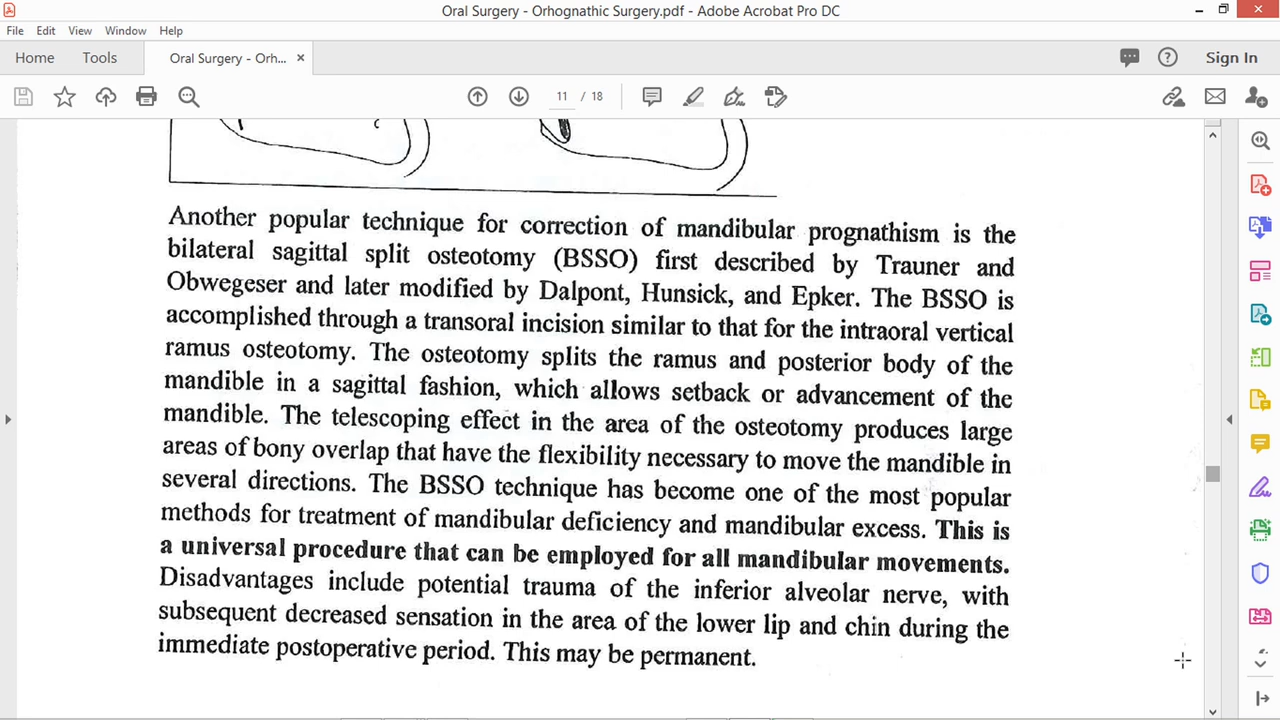 Oral Surgery - Orhognathic Surgery.pdf - Adobe Acrobat Pro DC
File Edit View Window Help
Home Tools Oral Surgery - Orh... × Sign In
11 / 18
Another popular technique for correction of mandibular prognathism is the
bilateral sagittal split osteotomy (BSSO) first described by Trauner and
Obwegeser and later modified by Dalpont, Hunsick, and Epker. The BSSO is
accomplished through a transoral incision similar to that for the intraoral vertical
ramus osteotomy. The osteotomy splits the ramus and posterior body of the
mandible in a sagittal fashion, which allows setback or advancement of the
mandible. The telescoping effect in the area of the osteotomy produces large
areas of bony overlap that have the flexibility necessary to move the mandible in
several directions. The BSSO technique has become one of the most popular
methods for treatment of mandibular deficiency and mandibular excess. This is
a universal procedure that can be employed for all mandibular movements.
Disadvantages include potential trauma of the inferior alveolar nerve, with
subsequent decreased sensation in the area of the lower lip and chin during the
immediate postoperative period. This may be permanent.